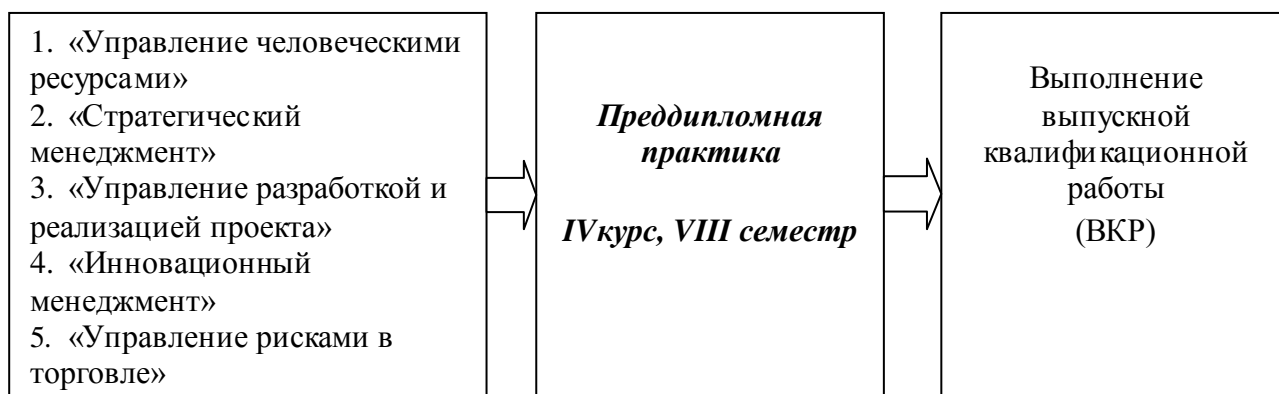 1. «Управление человеческими
ресурсами»
2. «Стратегический
менеджмент»
3. «Управление разработкой и
реализацией проекта»
4. «Инновационный
менеджмент»
5. «Управление рисками в
торговле»
Преддипломная
практика
IVкурс, VIII семестр
Выполнение
выпускной
квалификационной
работы
(ВКР)